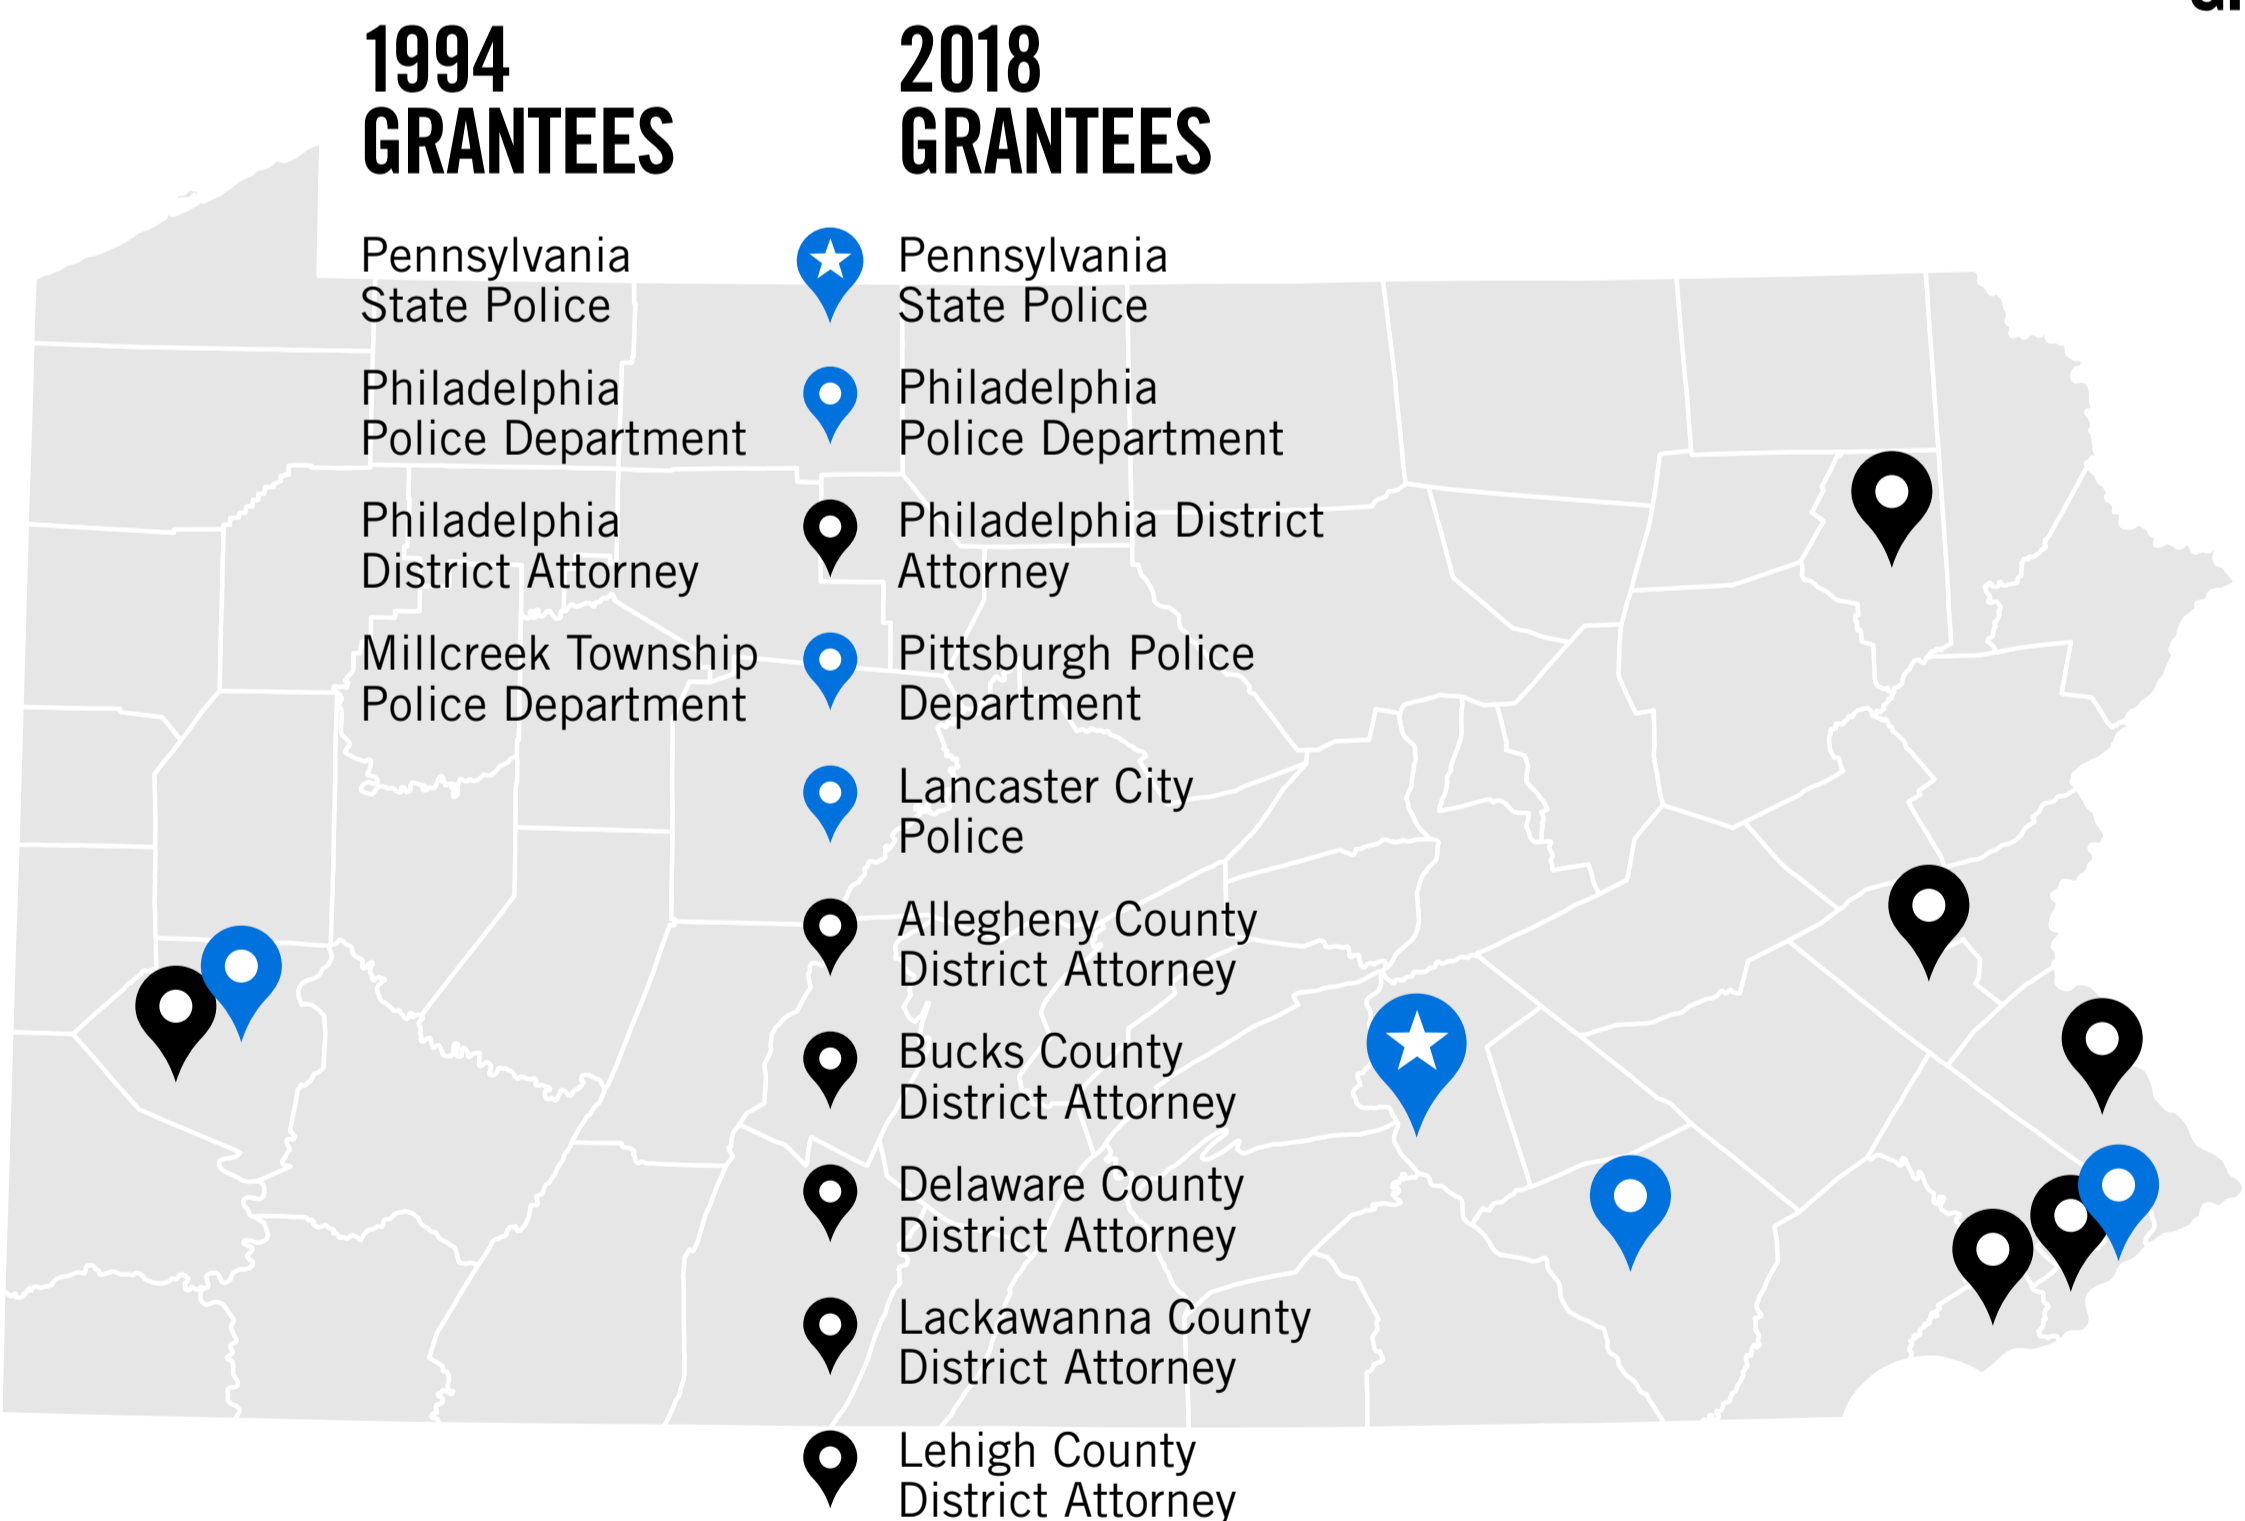 1994
GRANTEES
Pennsylvania
State Police
Philadelphia
Police Department
Philadelphia
District Attorney
Millcreek Township
Police Department
2018
GRANTEES
Pennsylvania
State Police
Philadelphia
Police Department
Philadelphia District
Attorney
Pittsburgh Police
Department
Lancaster City
Police
Allegheny County
District Attorney
Bucks County
District Attorney
Delaware County
District Attorney
Lackawanna County
District Attorney
Lehigh County
District Attorney